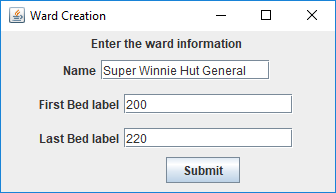 Ward Creation
Enter the ward information
Name Super Winnie Hut General
First Bed label 200
Last Bed label 220
Submit